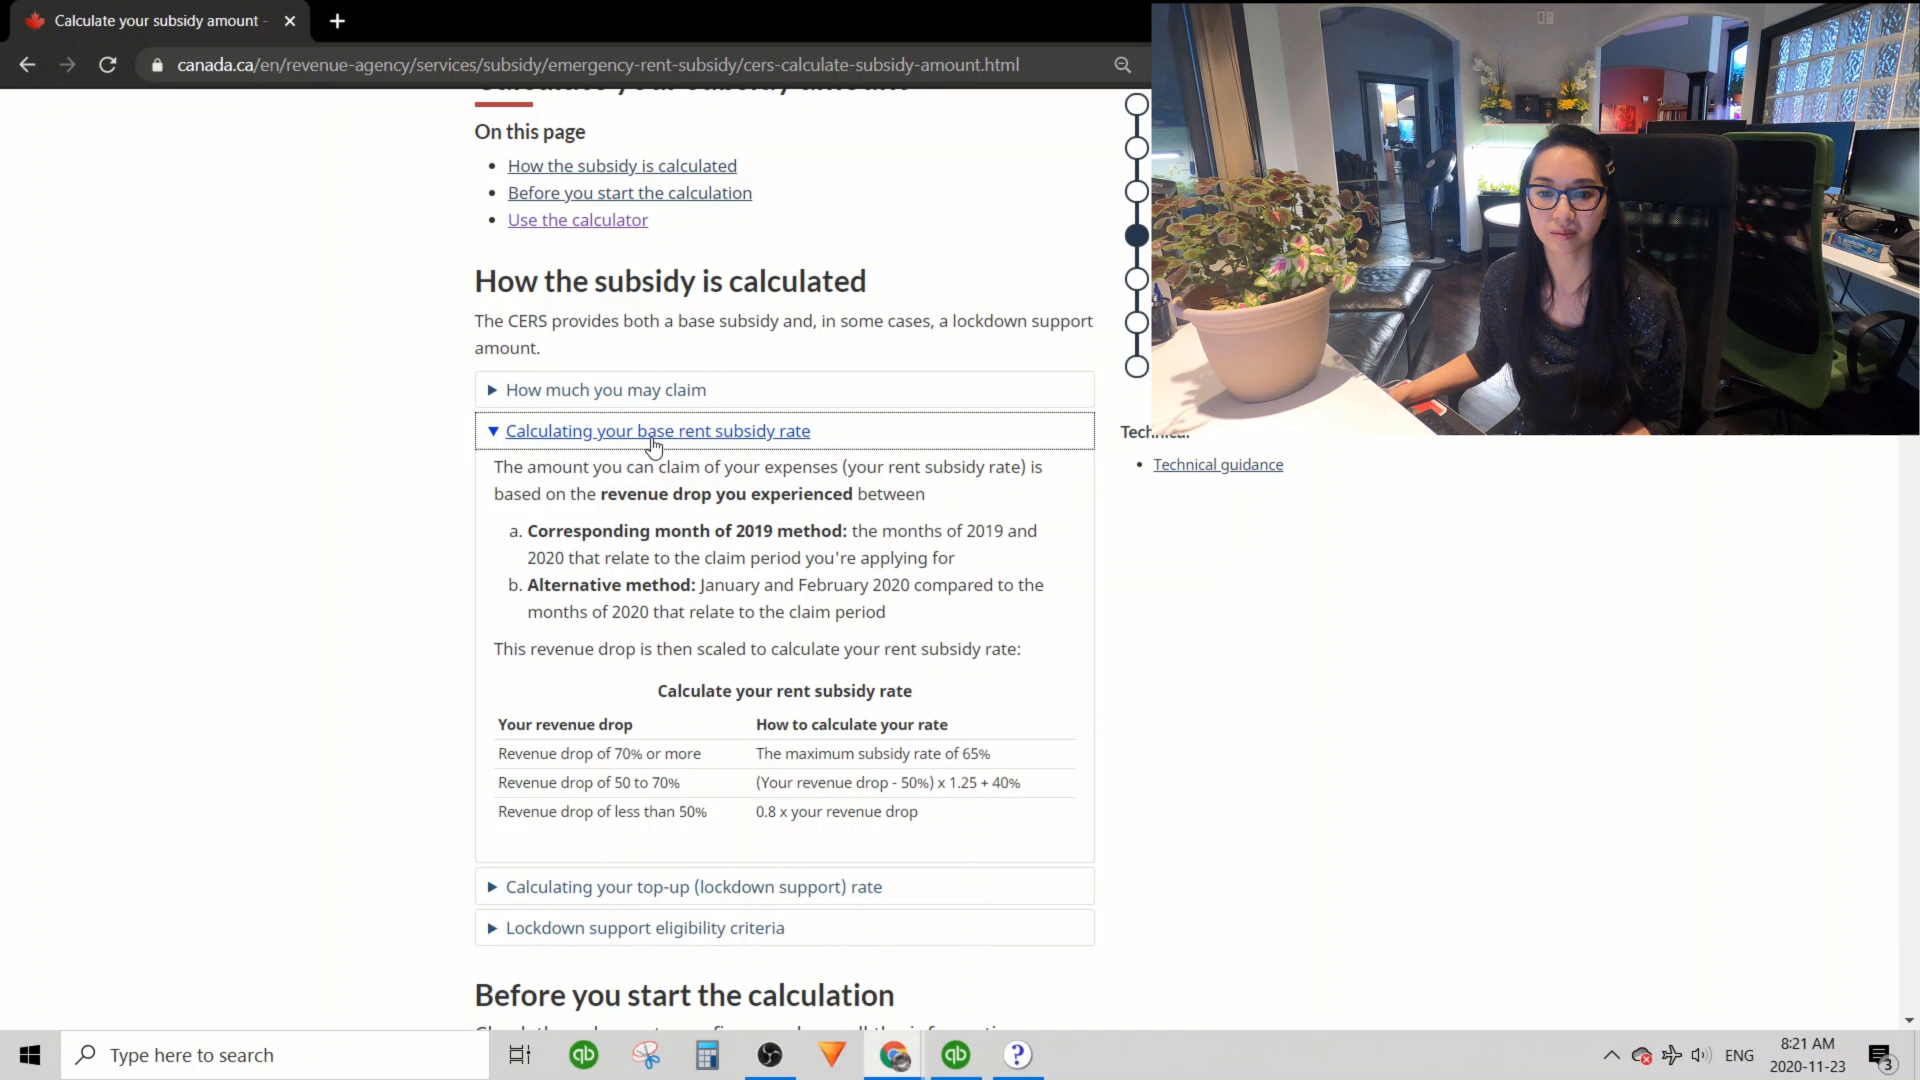 Calculate your subsidy amount -
canada.ca/en/revenue-agency/services/subsidy/emergency-rent-subsidy/cers-calculate-subsidy-amount.html
Calculate your subsidy amount
On this page
• How the subsidy is calculated
• Before you start the calculation
• Use the calculator
How the subsidy is calculated
The CERS provides both a base subsidy and, in some cases, a lockdown support
amount.
How much you may claim
Calculating your base rent subsidy rate
The amount you can claim of your expenses (your rent subsidy rate) is
based on the revenue drop you experienced between
a. Corresponding month of 2019 method: the months of 2019 and
2020 that relate to the claim period you're applying for
b. Alternative method: January and February 2020 compared to the
months of 2020 that relate to the claim period
This revenue drop is then scaled to calculate your rent subsidy rate:
Calculate your rent subsidy rate
Your revenue drop How to calculate your rate
Revenue drop of 70% or more The maximum subsidy rate of 65%
Revenue drop of 50 to 70% (Your revenue drop - 50%) x 1.25 + 40%
Revenue drop of less than 50% 0.8 x your revenue drop
Calculating your top-up (lockdown support) rate
Lockdown support eligibility criteria
Before you start the calculation
Technical
• Technical guidance
Type here to search
qb
qb
?
ENG
8:21 AM
2020-11-23
3